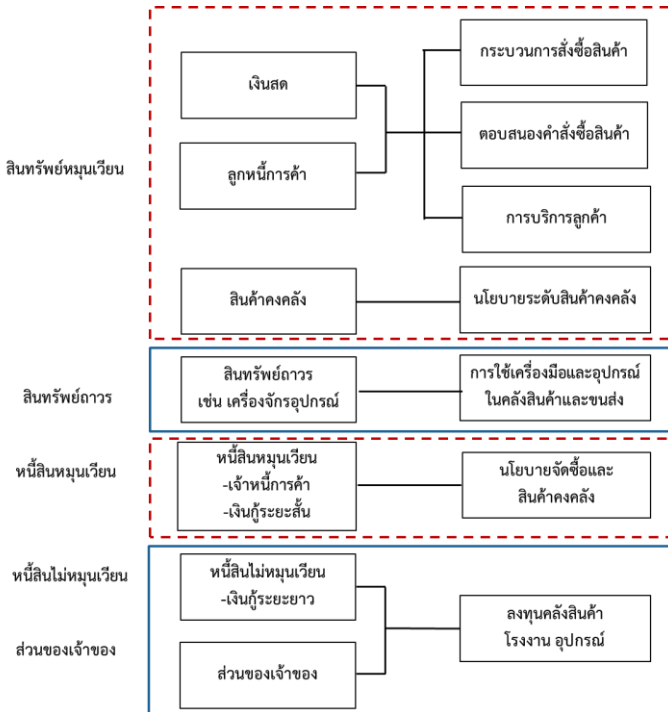 สินทรัพย์หมุนเวียน
เงินสด
ลูกหนี้การค้า
กระบวนการสั่งซื้อสินค้า
ตอบสนองคำสั่งซื้อสินค้า
การบริการลูกค้า
สินค้าคงคลัง
นโยบายระดับสินค้าคงคลัง
สินทรัพย์ถาวร
สินทรัพย์ถาวร
เช่น เครื่องจักรอุปกรณ์
การใช้เครื่องมือและอุปกรณ์
ในคลังสินค้าและขนส่ง
หนี้สินหมุนเวียน
หนี้สินหมุนเวียน
-เจ้าหนี้การค้า
-เงินกู้ระยะสั้น
นโยบายจัดซื้อและ
สินค้าคงคลัง
หนี้สินไม่หมุนเวียน
หนี้สินไม่หมุนเวียน
-เงินกู้ระยะยาว
ส่วนของเจ้าของ
ส่วนของเจ้าของ
ลงทุนคลังสินค้า
โรงงาน อุปกรณ์